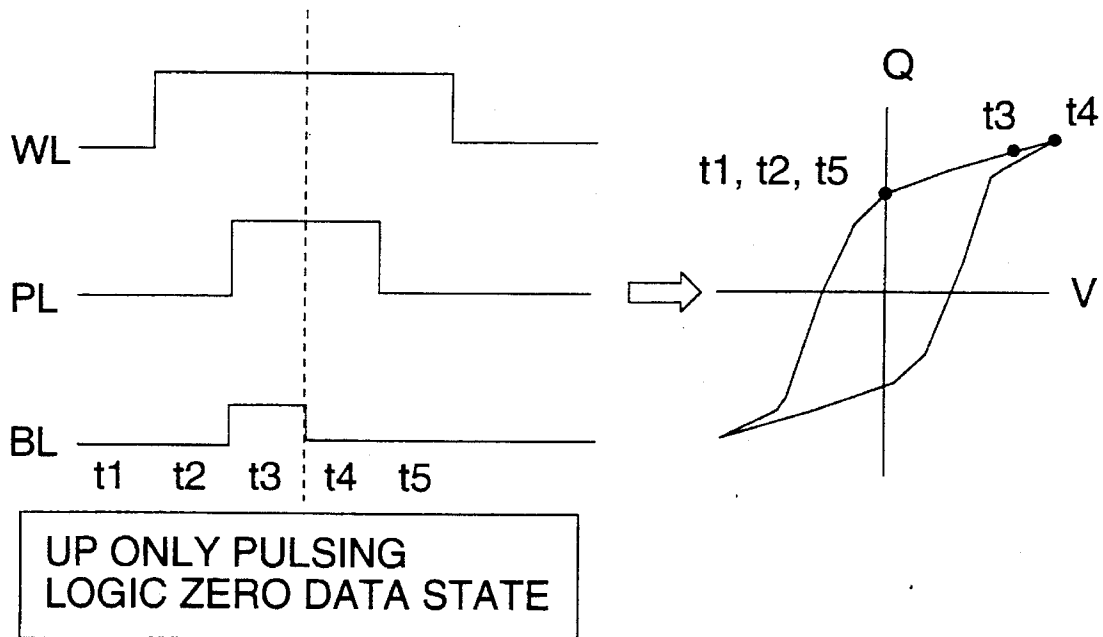 WL
PL
BL
t1 t2 t3 t4 t5
UP ONLY PULSING
LOGIC ZERO DATA STATE
Q
t3 t4
t1, t2, t5
V